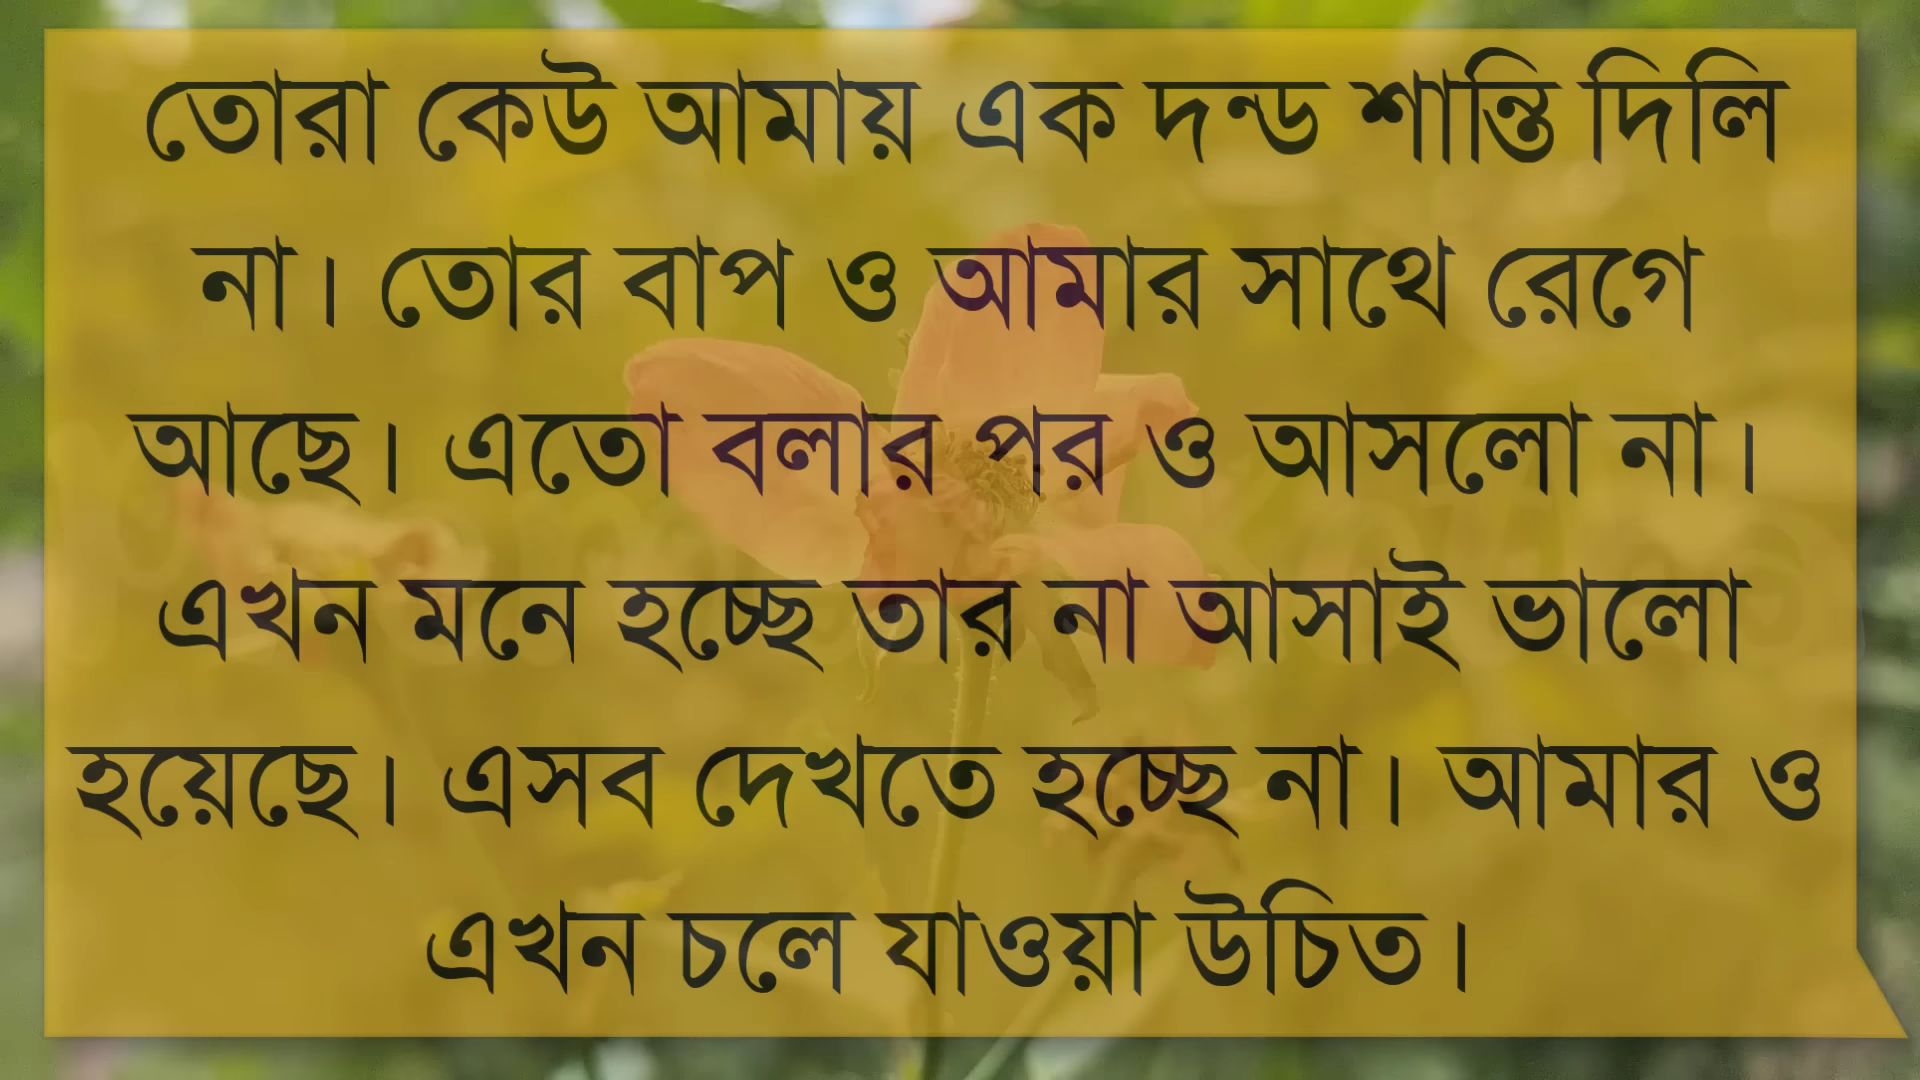 তোরা কেউ আমায় এক দন্ড শান্তি দিলি
না। তোর বাপ ও আমার সাথে রেগে
আছে। এতো বলার পর ও আসলো না।
এখন মনে হচ্ছে তার না আসাই ভালো
হয়েছে। এসব দেখতে হচ্ছে না। আমার ও
এখন চলে যাওয়া উচিত।